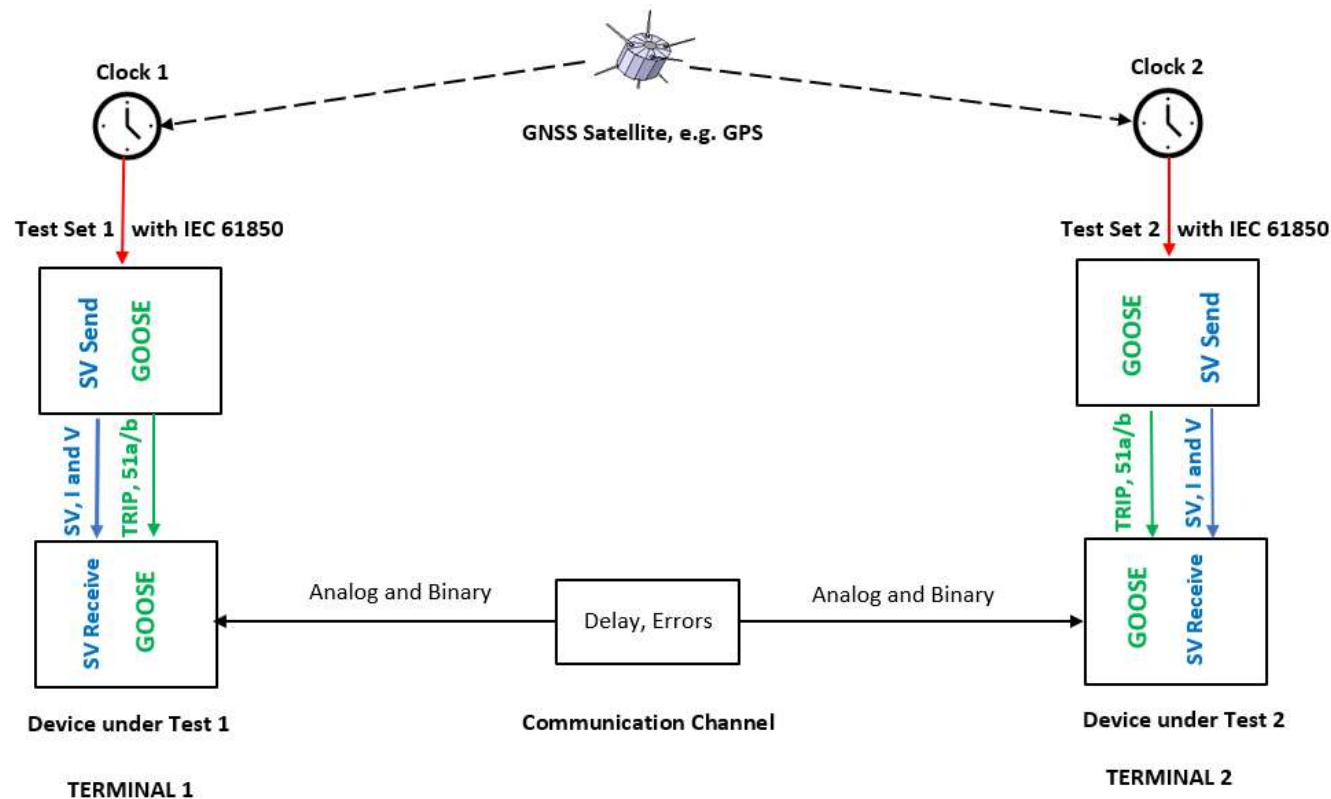 Clock 1
Clock 2
GNSS Satellite, e.g. GPS
Test Set 1 with IEC 61850
Test Set 2 with IEC 61850
SV Send
GOOSE
GOOSE
SV Send
SV, I and V
TRIP, 51a/b
TRIP, 51a/b
SV, I and V
SV Receive
GOOSE
Analog and Binary
Delay, Errors
Analog and Binary
GOOSE
SV Receive
Device under Test 1
Communication Channel
Device under Test 2
TERMINAL 1
TERMINAL 2